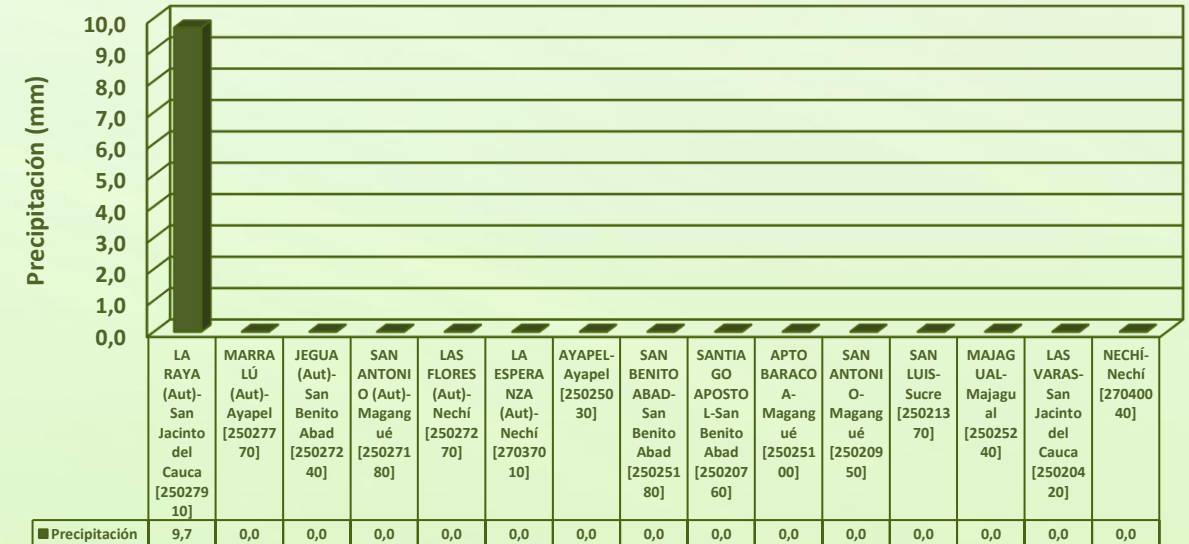 Precipitación (mm)
10,0
9,0
8,0
7,0
6,0
5,0
4,0
3,0
2,0
1,0
0,0
LA
RAYA
(Aut)-
San
Jacinto
del
Cauca
[250279
10]
MARRA
LÚ
(Aut)-
Ayapel
[250277
70]
JEGUA
(Aut)-
San
Benito
Abad
[250272
40]
SAN
ANTONI
O (Aut)-
Magang
ué
[250271
80]
LAS
FLORES
(Aut)-
Nechí
[250272
70]
LA
ESPERA
NZA
(Aut)-
Nechí
[270370
10]
AYAPEL-
Ayapel
[250250
30]
SAN
BENITO
ABAD-
San
Benito
Abad
[250251
80]
SANTIA
GO
APOSTO
L-San
Benito
Abad
[250207
60]
APTO
BARACO
A-
Magang
ué
[250251
00]
SAN
ANTONI
O-
Magang
ué
[250209
50]
SAN
LUIS-
Sucre
[250213
70]
MAJAG
UAL-
Majagu
al
[250252
40]
LAS
VARAS-
San
Jacinto
del
Cauca
[250204
20]
NECHÍ-
Nechí
[270400
40]
Precipitación 9,7 0,0 0,0 0,0 0,0 0,0 0,0 0,0 0,0 0,0 0,0 0,0 0,0 0,0 0,0